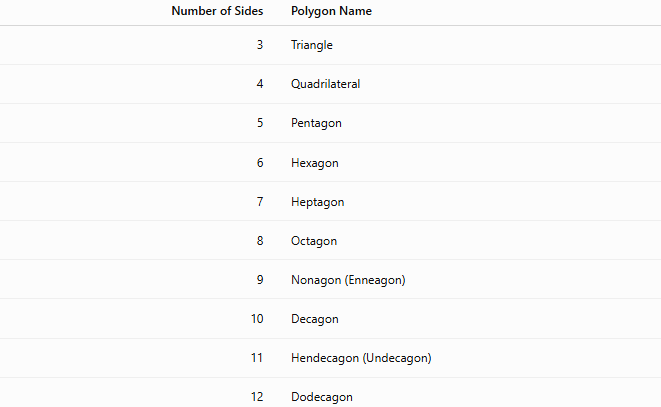 Number of Sides Polygon Name
3 Triangle
4 Quadrilateral
5 Pentagon
6 Hexagon
7 Heptagon
8 Octagon
9 Nonagon (Enneagon)
10 Decagon
11 Hendecagon (Undecagon)
12 Dodecagon